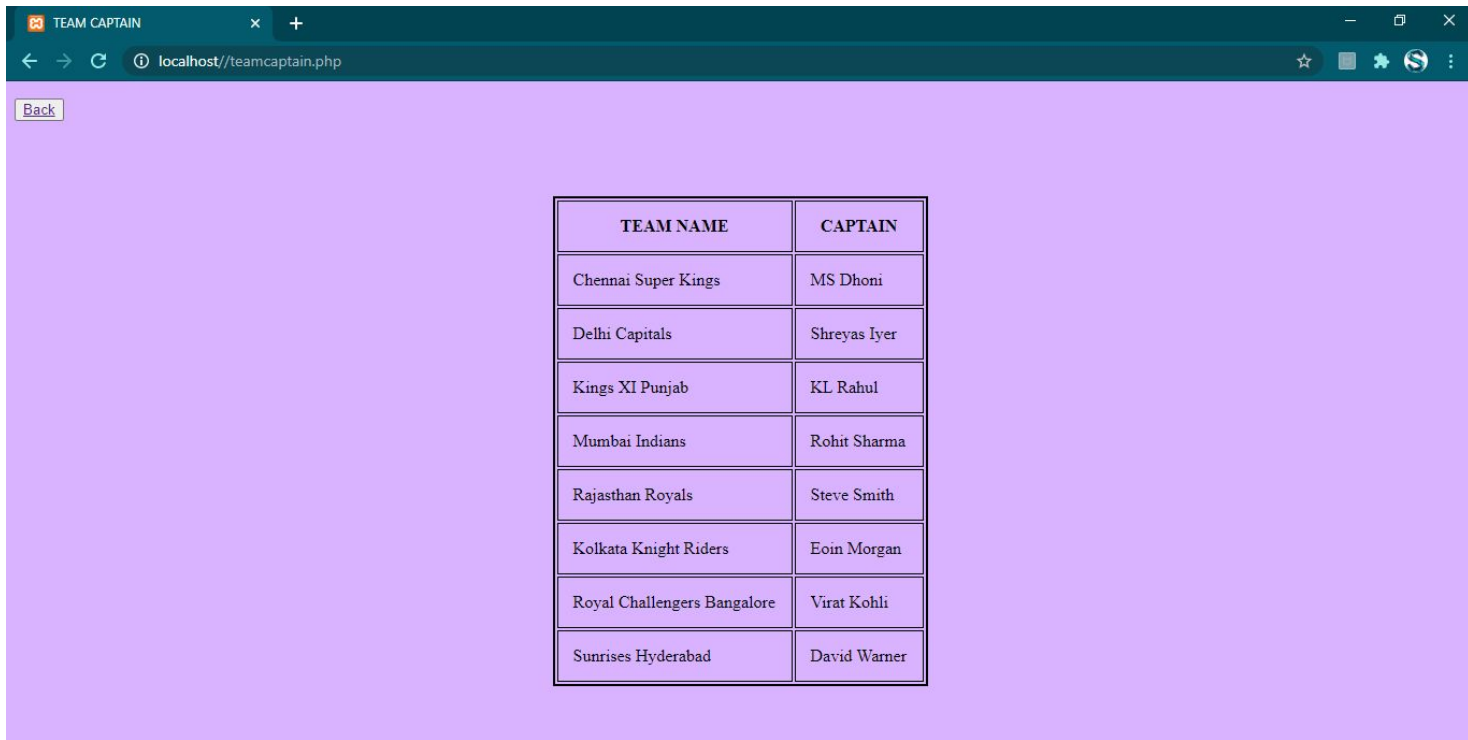 TEAM CAPTAIN
localhost//teamcaptain.php
Back
TEAM NAME CAPTAIN
Chennai Super Kings MS Dhoni
Delhi Capitals Shreyas Iyer
Kings XI Punjab KL Rahul
Mumbai Indians Rohit Sharma
Rajasthan Royals Steve Smith
Kolkata Knight Riders Eoin Morgan
Royal Challengers Bangalore Virat Kohli
Sunrises Hyderabad David Warner